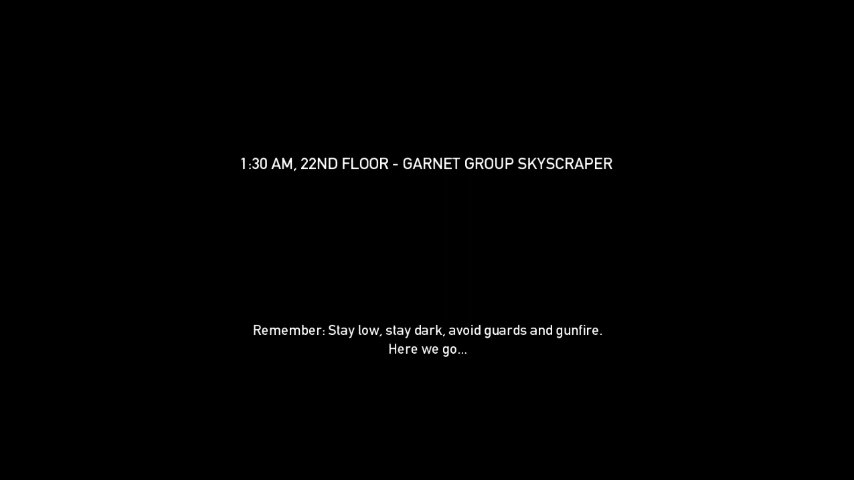 1:30 AM, 22ND FLOOR - GARNET GROUP SKYSCRAPER
Remember: Stay low, stay dark, avoid guards and gunfire.
Here we go...